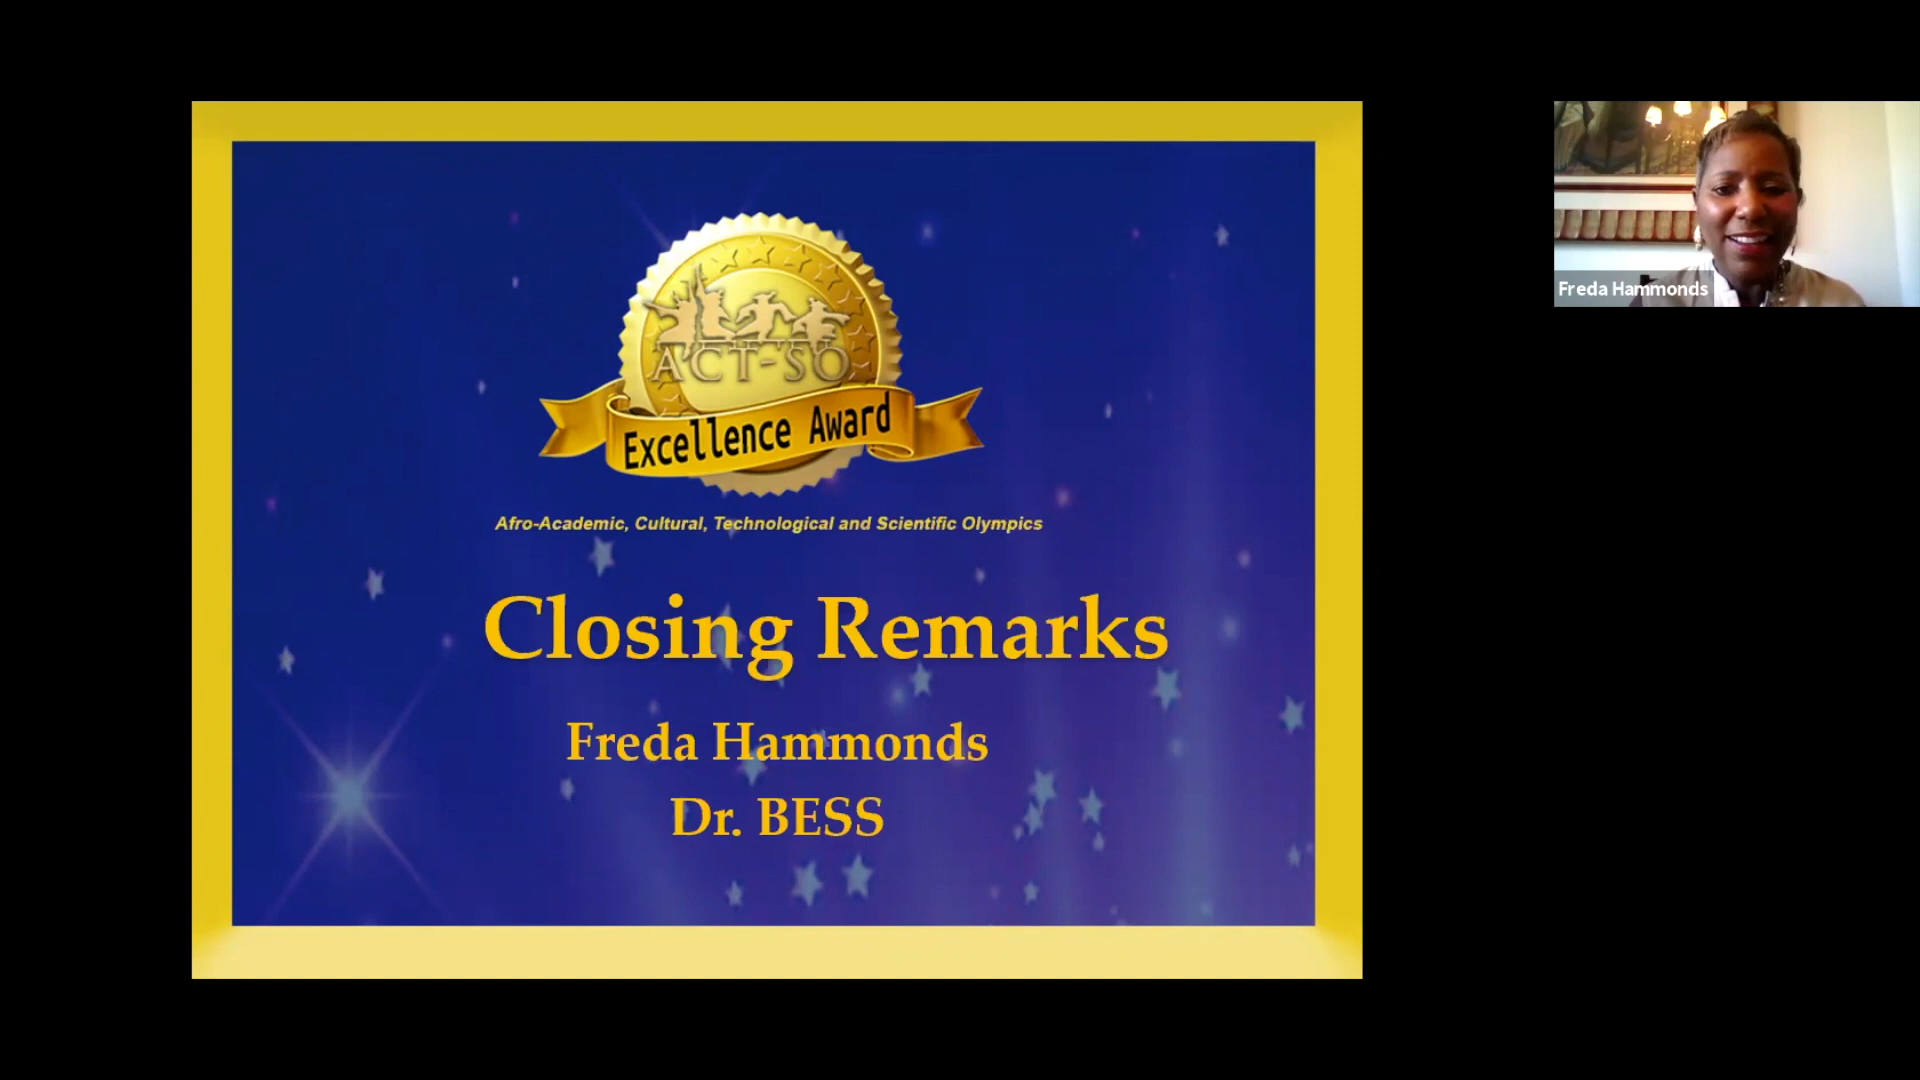 ACT-SO
Excellence Award
Afro-Academic, Cultural, Technological and Scientific Olympics
Closing Remarks
Freda Hammonds
Dr. BESS
Freda Hammonds